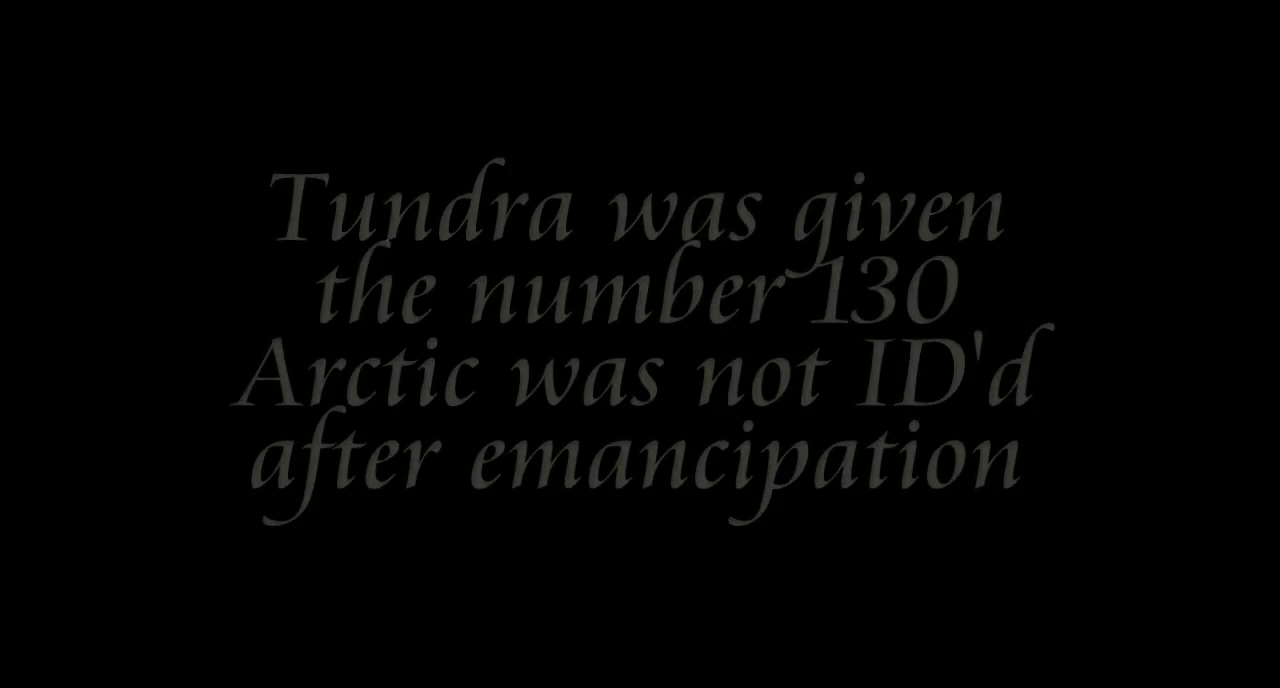 Tundra was given
the number 130
Arctic was not ID'd
after emancipation